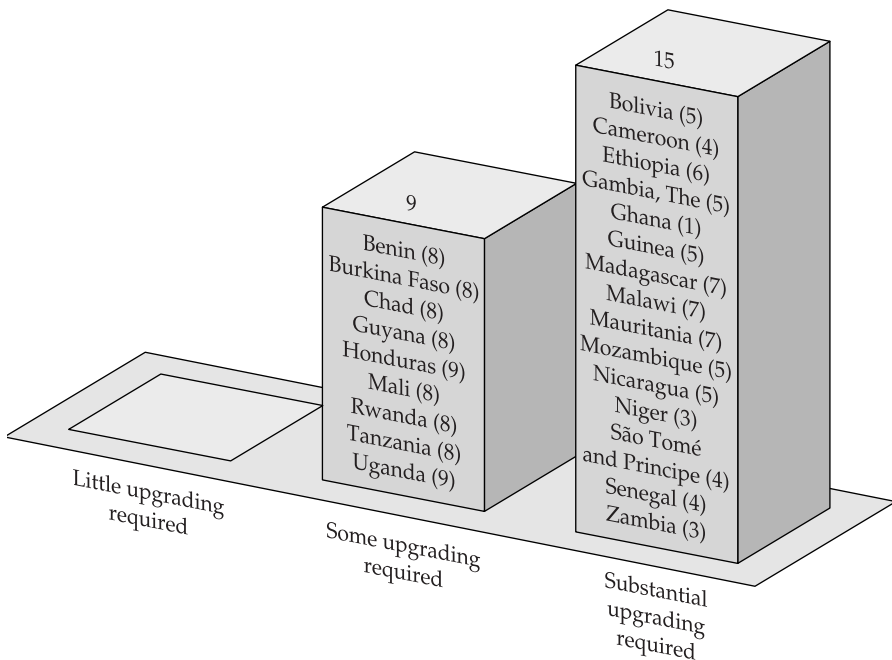 15
Bolivia (5)
Cameroon (4)
Ethiopia (6)
Gambia, The (5)
Ghana (1)
Guinea (5)
Madagascar (7)
Malawi (7)
Mauritania (7)
Mozambique (5)
Nicaragua (5)
Niger (3)
São Tomé
and Principe (4)
Senegal (4)
Zambia (3)
9
Benin (8)
Burkina Faso (8)
Chad (8)
Guyana (8)
Honduras (9)
Mali (8)
Rwanda (8)
Tanzania (8)
Uganda (9)
Little upgrading
required
Some upgrading
required
Substantial
upgrading
required